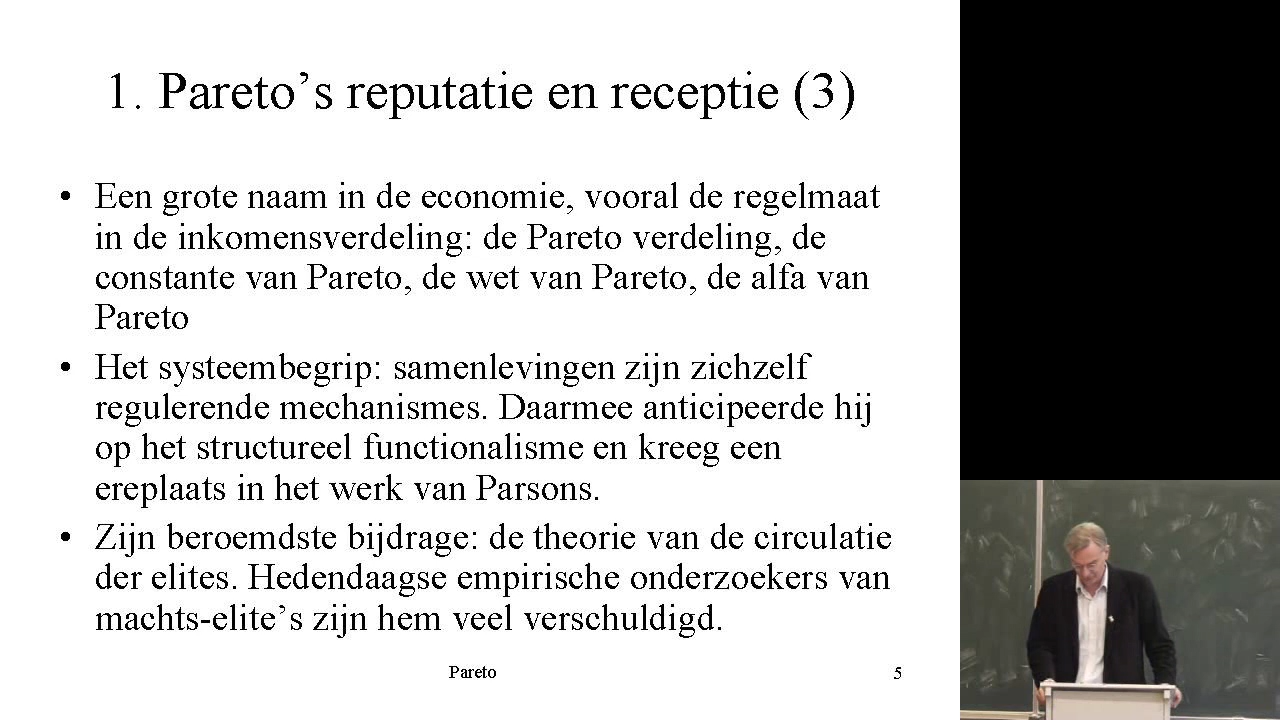 1. Pareto’s reputatie en receptie (3)
• Een grote naam in de economie, vooral de regelmaat
in de inkomensverdeling: de Pareto verdeling, de
constante van Pareto, de wet van Pareto, de alfa van
Pareto
• Het systeembegrip: samenlevingen zijn zichzelf
regulerende mechanismes. Daarmee anticipeerde hij
op het structureel functionalisme en kreeg een
ereplaats in het werk van Parsons.
• Zijn beroemdste bijdrage: de theorie van de circulatie
der elites. Hedendaagse empirische onderzoekers van
machts-elite’s zijn hem veel verschuldigd.
Pareto
5